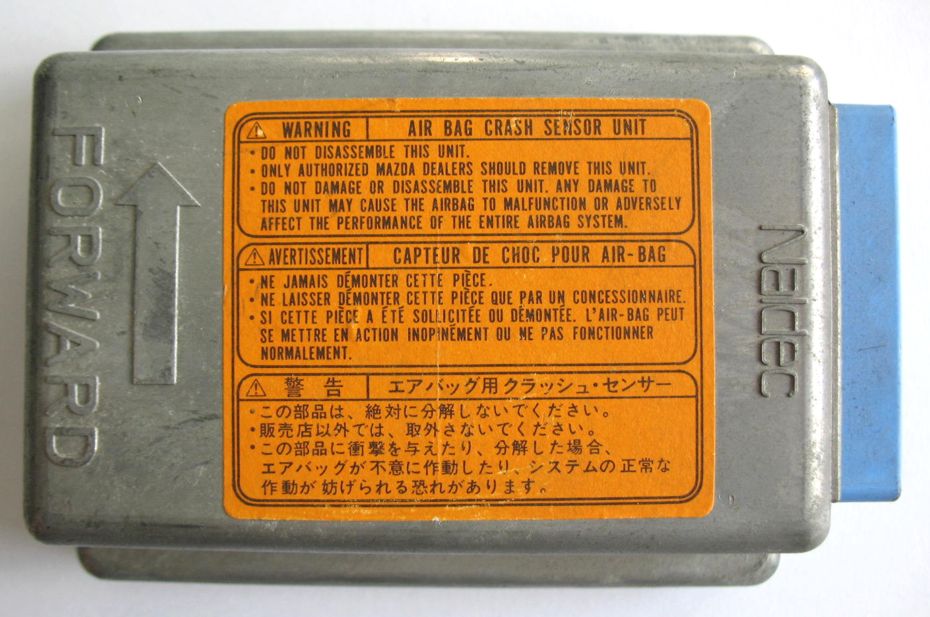 FORWARD
WARNING AIR BAG CRASH SENSOR UNIT
• DO NOT DISASSEMBLE THIS UNIT.
• ONLY AUTHORIZED MAZDA DEALERS SHOULD REMOVE THIS UNIT.
• DO NOT DAMAGE OR DISASSEMBLE THIS UNIT. ANY DAMAGE TO
THIS UNIT MAY CAUSE THE AIRBAG TO MALFUNCTION OR ADVERSELY
AFFECT THE PERFORMANCE OF THE ENTIRE AIRBAG SYSTEM.
AVERTISSEMENT CAPTEUR DE CHOC POUR AIR-BAG
• NE JAMAIS DÉMONTER CETTE PIÈCE.
• NE LAISSER DÉMONTER CETTE PIÈCE QUE PAR UN CONCESSIONNAIRE.
• SI CETTE PIÈCE A ÉTÉ SOLLICITÉE OU DÉMONTÉE. L'AIR-BAG PEUT
SE METTRE EN ACTION INOPINÉMENT OU NE PAS FONCTIONNER
NORMALEMENT.
警告 エアバッグ用クラッシュ・センサー
• この部品は、絶対に分解しないでください。
• 販売店以外では、取外さないでください。
• この部品に衝撃を与えたり、分解した場合、
エアバッグが不意に作動したり、システムの正常な
作動が妨げられる恐れがあります。
Naldec